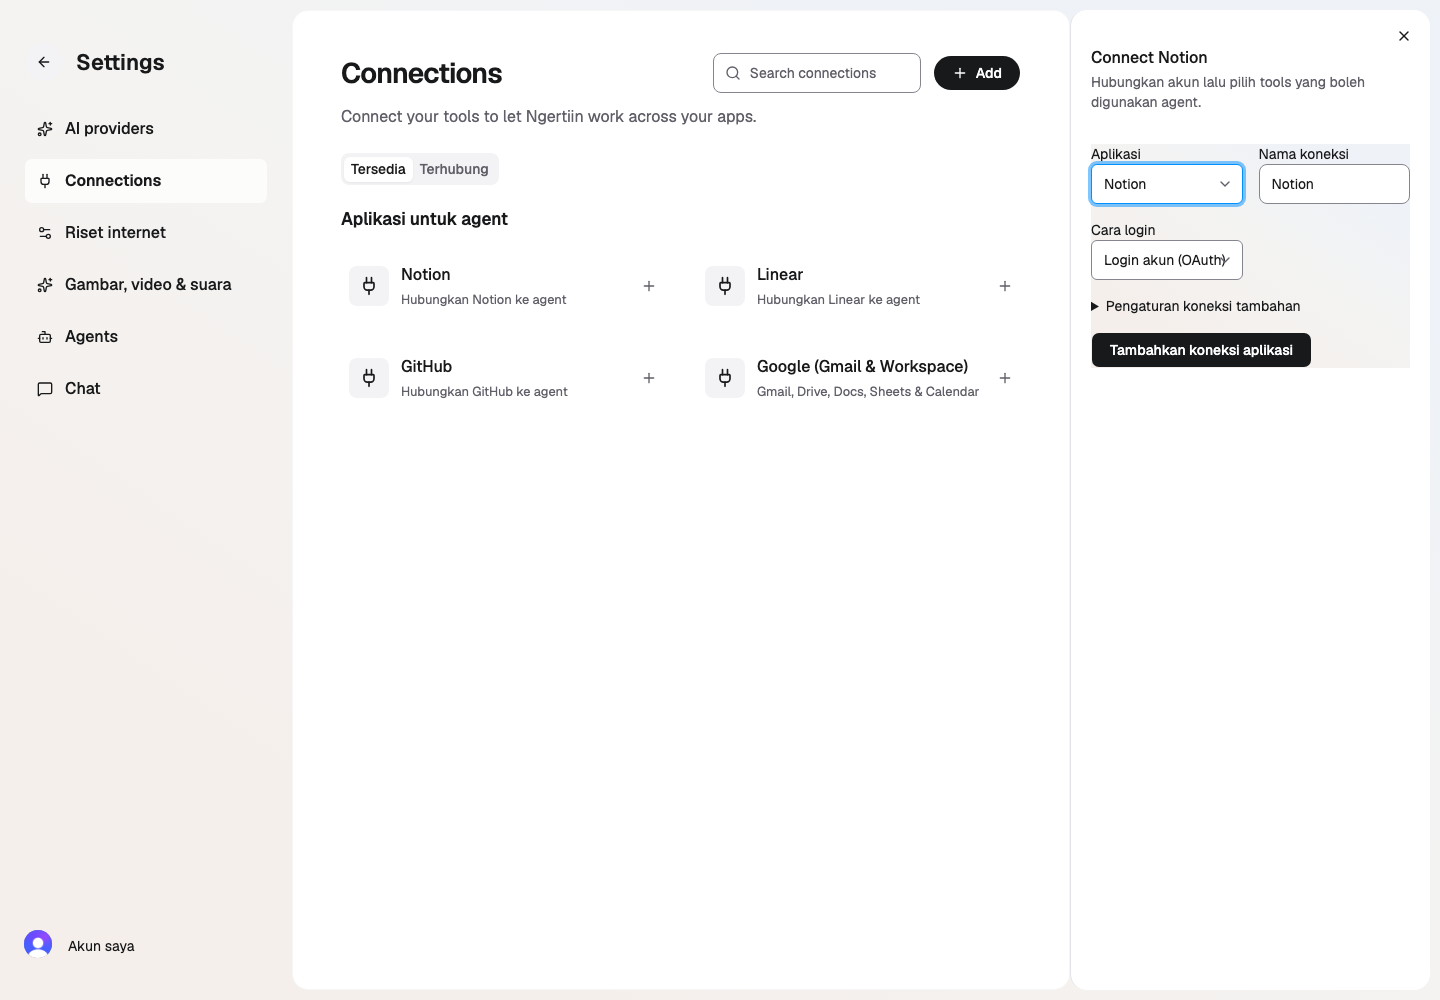 Settings
AI providers
Connections
Riset internet
Gambar, video & suara
Agents
Chat
Akun saya
Connections
Search connections
Add
Connect your tools to let Ngertiin work across your apps.
Tersedia
Terhubung
Aplikasi untuk agent
Notion
Hubungkan Notion ke agent
Linear
Hubungkan Linear ke agent
GitHub
Hubungkan GitHub ke agent
Google (Gmail & Workspace)
Gmail, Drive, Docs, Sheets & Calendar
Connect Notion
Hubungkan akun lalu pilih tools yang boleh
digunakan agent.
Aplikasi
Notion
Nama koneksi
Notion
Cara login
Login akun (OAuth)
Pengaturan koneksi tambahan
Tambahkan koneksi aplikasi